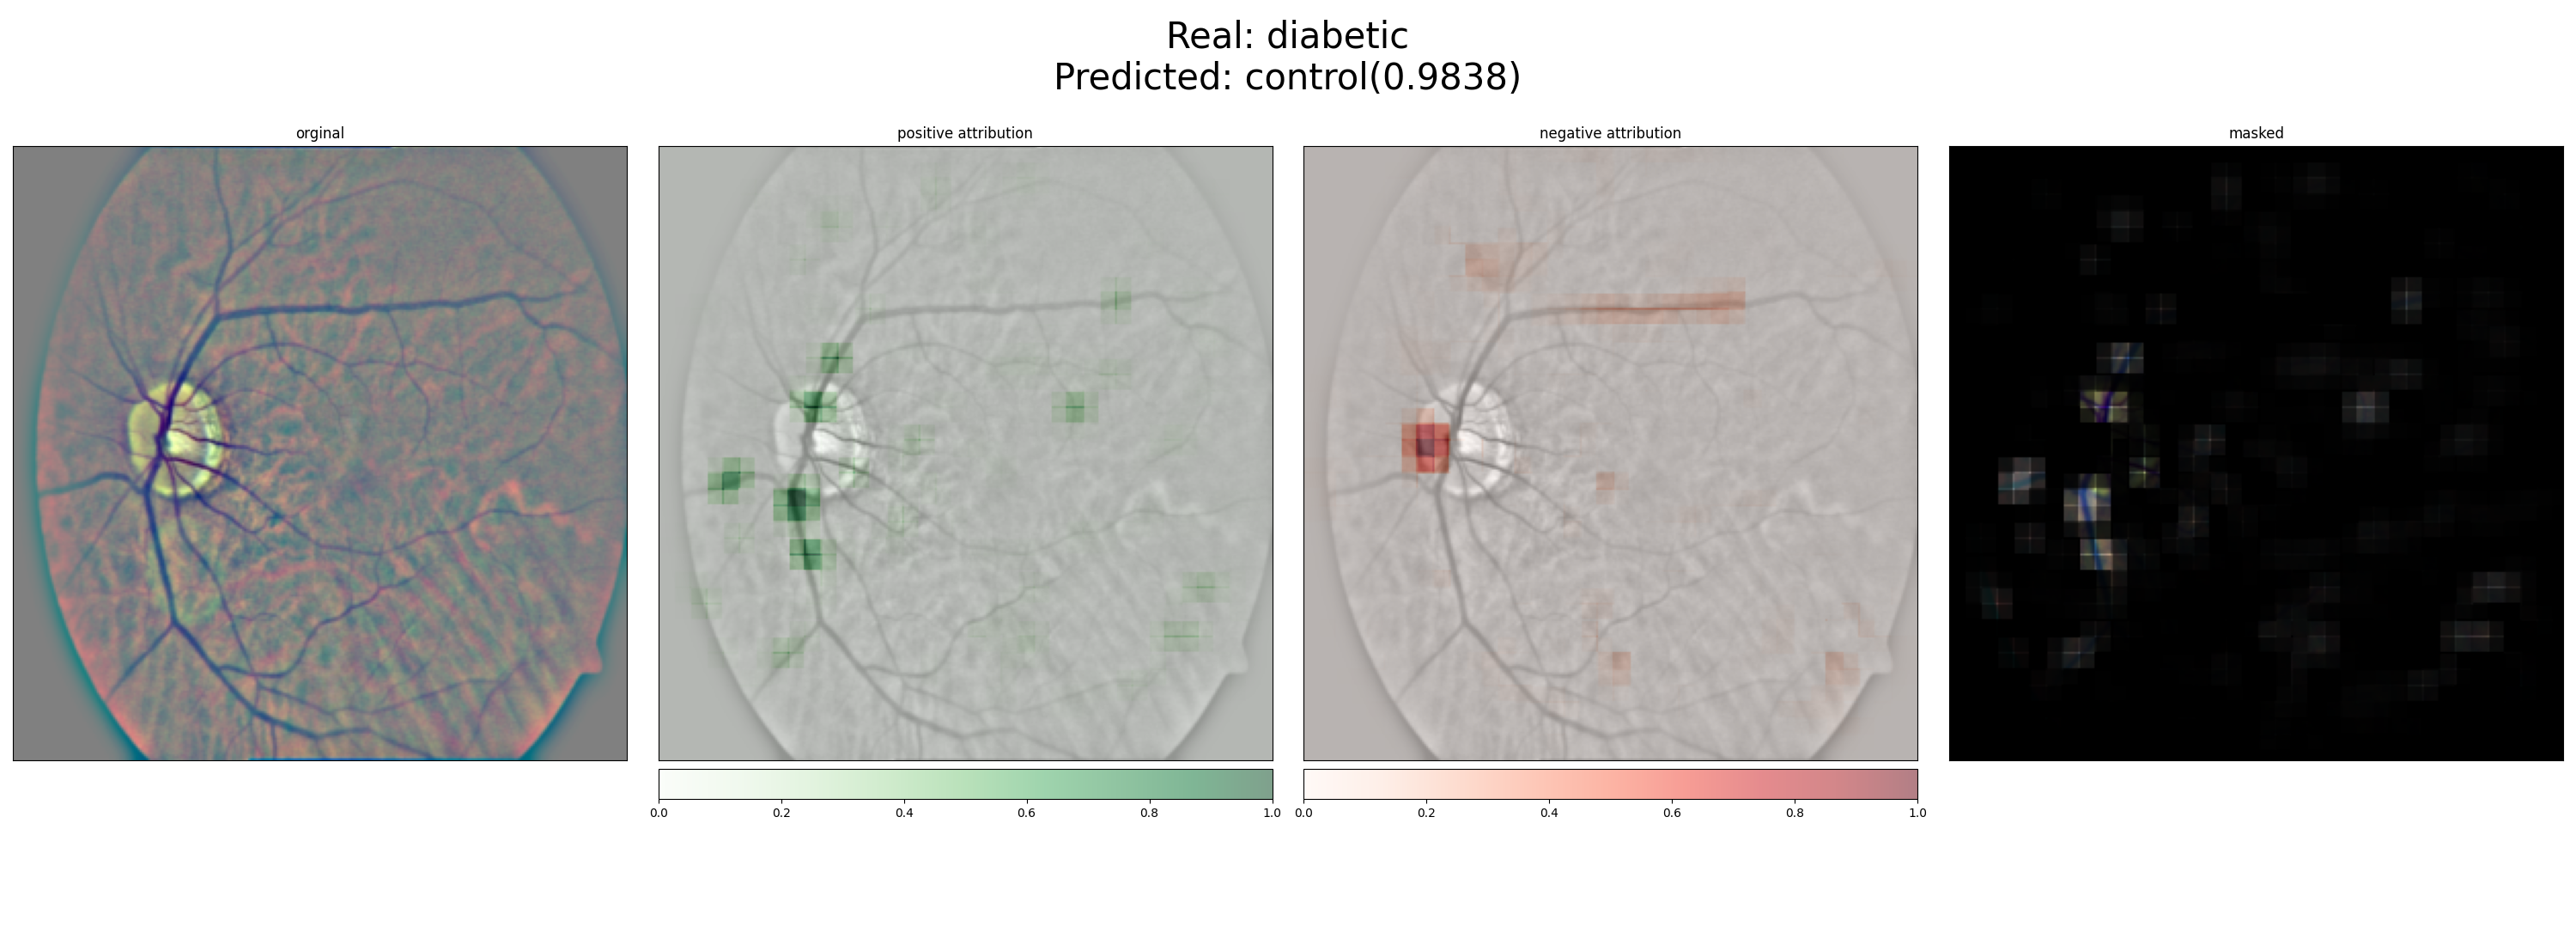 Real: diabetic
Predicted: control(0.9838)
orginal
positive attribution
negative attribution
masked
0.0 0.2 0.4 0.6 0.8 1.0
0.0 0.2 0.4 0.6 0.8 1.0